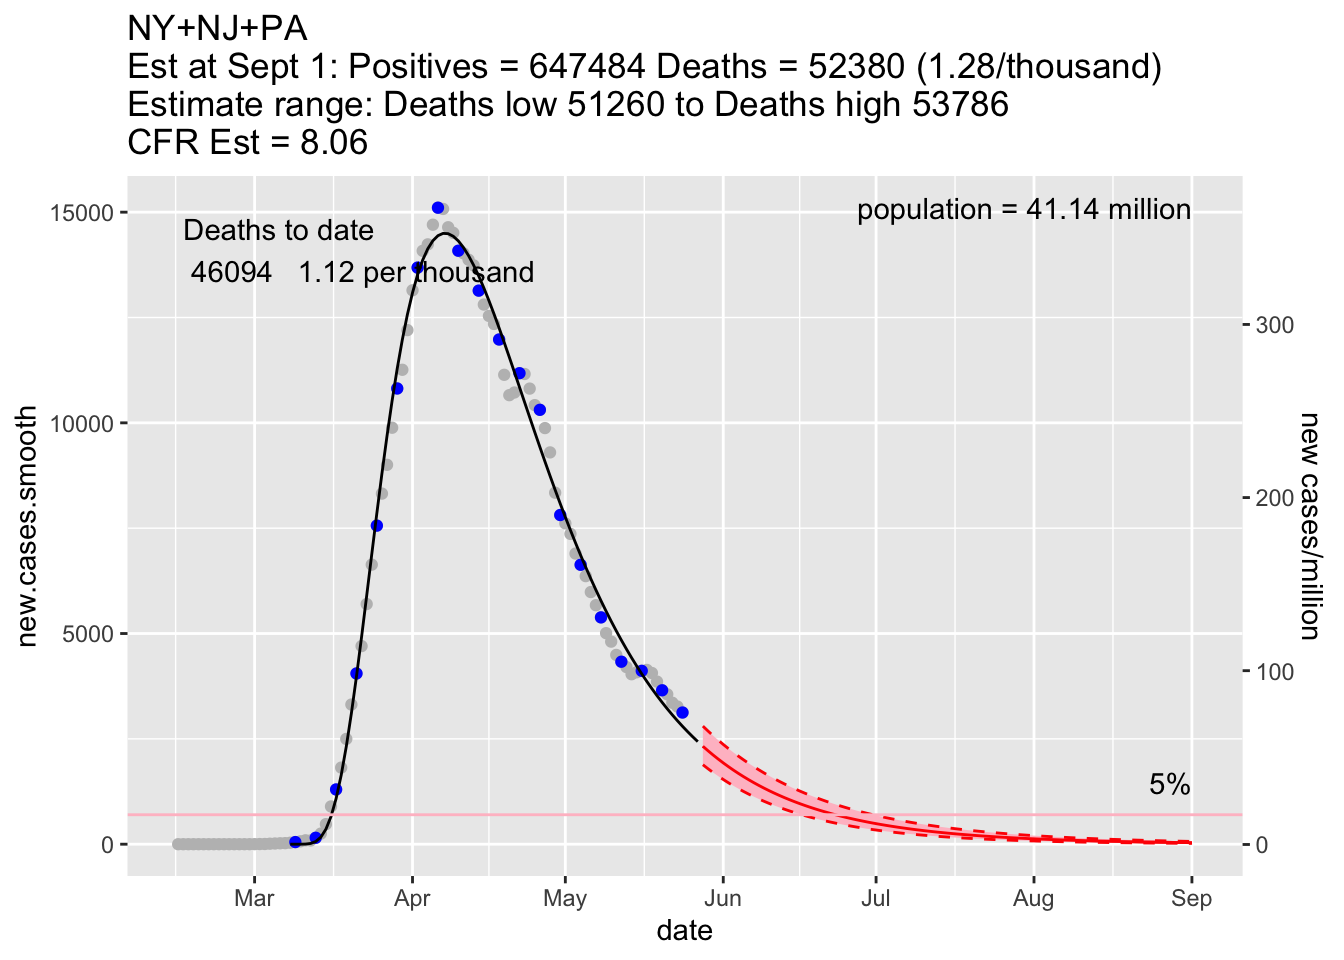 NY+NJ+PA
Est at Sept 1: Positives = 647484 Deaths = 52380 (1.28/thousand)
Estimate range: Deaths low 51260 to Deaths high 53786
CFR Est = 8.06
15000
10000
5000
0
new.cases.smooth
Deaths to date
46094 1.12 per thousand
population = 41.14 million
5%
300
200
100
0
new cases/million
Mar Apr May Jun Jul Aug Sep
date